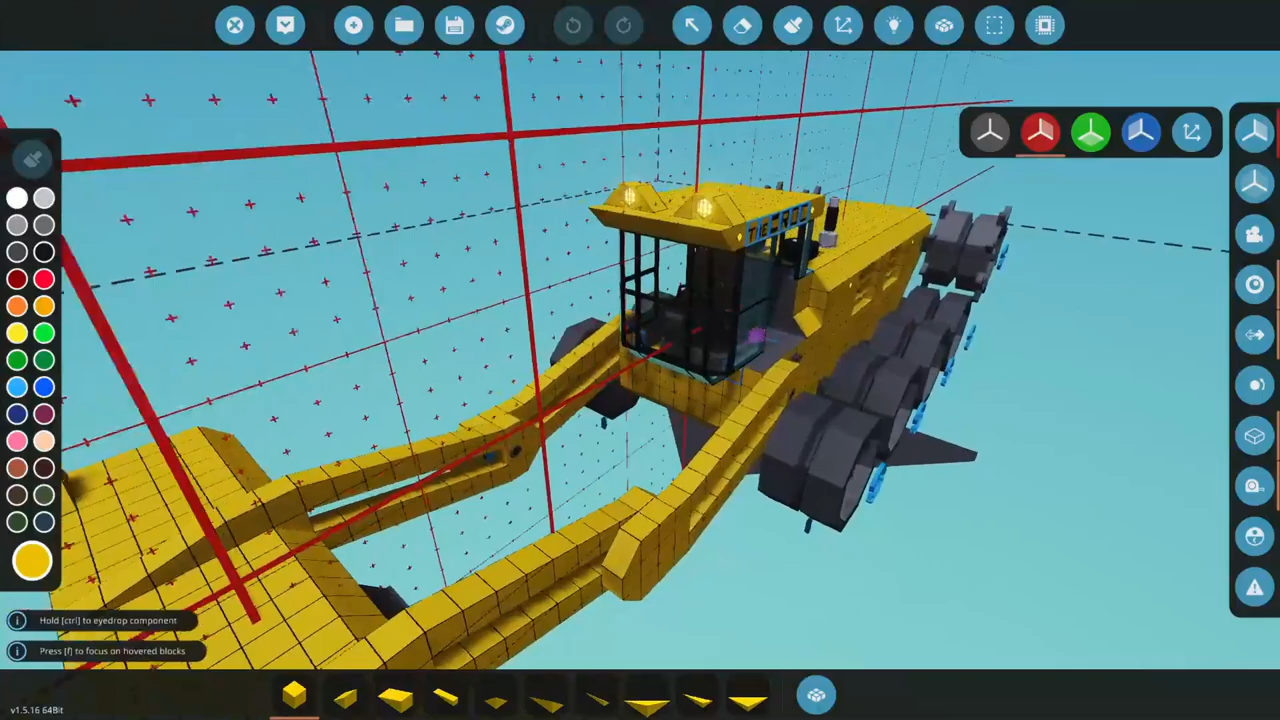 Hold [ctrl] to eyedrop component
Press [f] to focus on hovered blocks
v1.5.16 64Bit